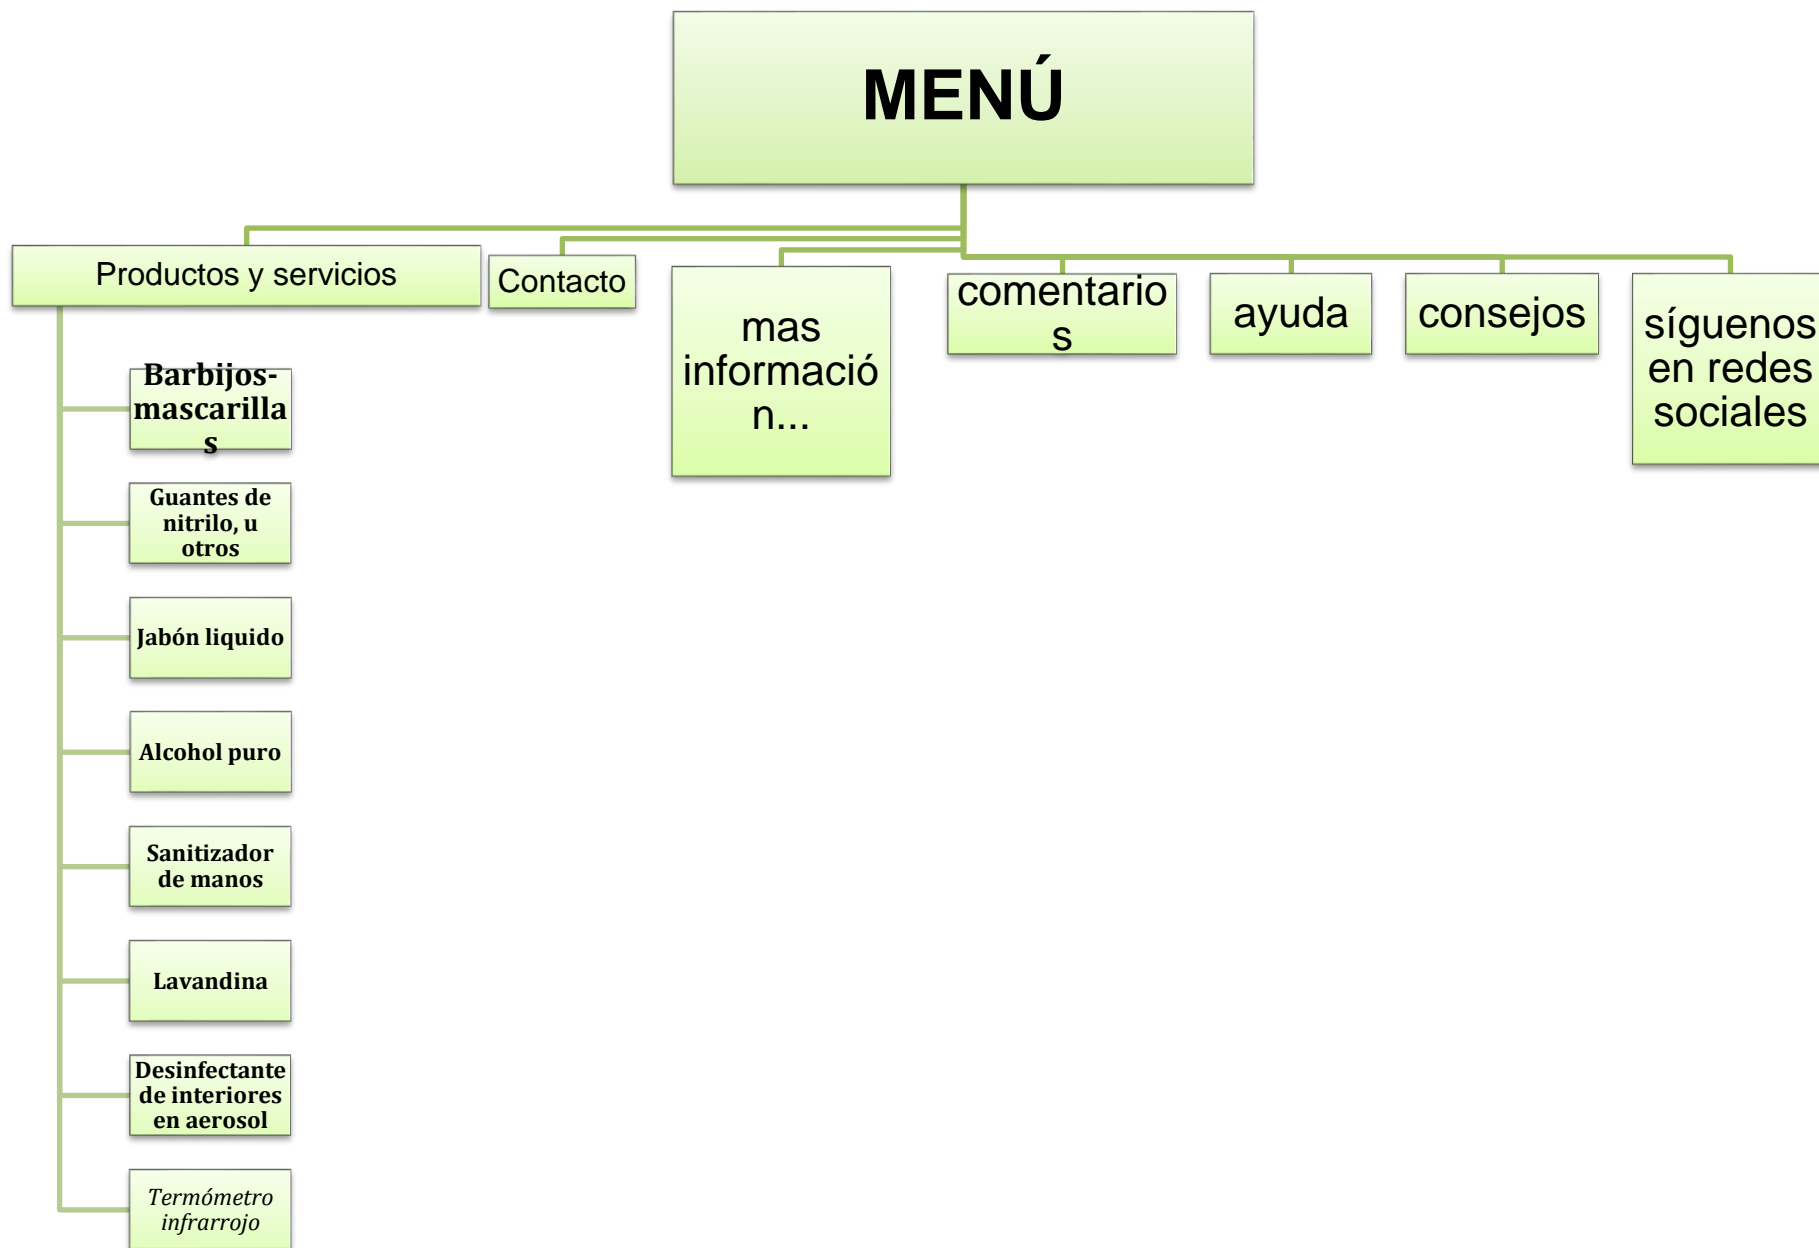 MENÚ
Productos y servicios
Contacto
mas
informació
n...
comentario
s
ayuda
consejos
síguenos
en redes
sociales
Barbijos-
mascarilla
s
Guantes de
nitrilo, u
otros
Jabón liquido
Alcohol puro
Sanitizador
de manos
Lavandina
Desinfectante
de interiores
en aerosol
Termómetro
infrarrojo